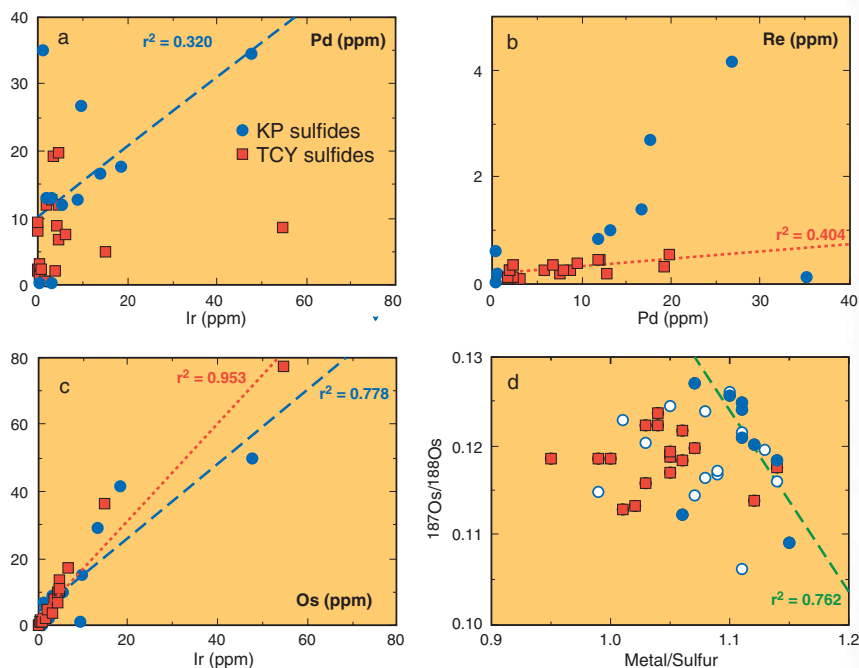 a
r² = 0.320
Pd (ppm)
KP sulfides
TCY sulfides
40
30
20
10
0
0 20 40 60 80
Ir (ppm)
b
Re (ppm)
r² = 0.404
4
2
0
0 10 20 30 40
Pd (ppm)
c
r² = 0.953
r² = 0.778
Os (ppm)
80
60
40
20
0
0 20 40 60 80
Ir (ppm)
d
r² = 0.762
187Os/188Os
0.13
0.12
0.11
0.10
0.9 1.0 1.1 1.2
Metal/Sulfur